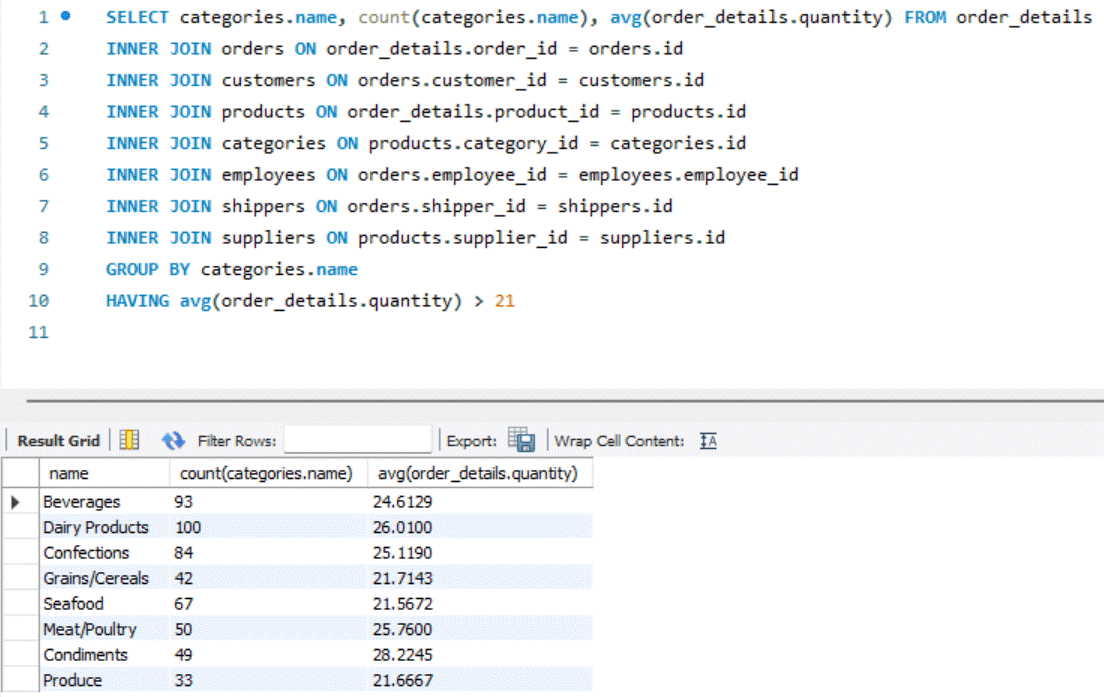 1 SELECT categories.name, count(categories.name), avg(order_details.quantity) FROM order_details
2 INNER JOIN orders ON order_details.order_id = orders.id
3 INNER JOIN customers ON orders.customer_id = customers.id
4 INNER JOIN products ON order_details.product_id = products.id
5 INNER JOIN categories ON products.category_id = categories.id
6 INNER JOIN employees ON orders.employee_id = employees.employee_id
7 INNER JOIN shippers ON orders.shipper_id = shippers.id
8 INNER JOIN suppliers ON products.supplier_id = suppliers.id
9 GROUP BY categories.name
10 HAVING avg(order_details.quantity) > 21
11
Result Grid Filter Rows: Export: Wrap Cell Content: IA
name count(categories.name) avg(order_details.quantity)
Beverages 93 24.6129
Dairy Products 100 26.0100
Confections 84 25.1190
Grains/Cereals 42 21.7143
Seafood 67 21.5672
Meat/Poultry 50 25.7600
Condiments 49 28.2245
Produce 33 21.6667